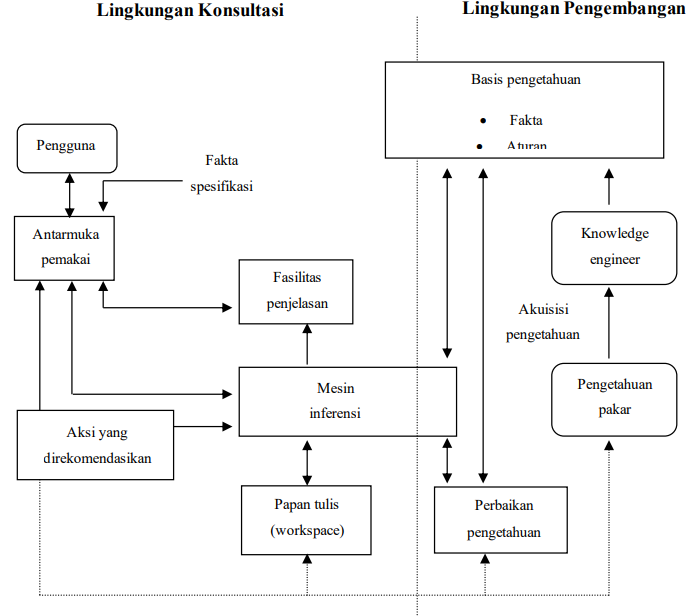 Lingkungan Konsultasi
Lingkungan Pengembangan
Basis pengetahuan
• Fakta
• Aturan
Pengguna
Fakta
spesifikasi
Antarmuka
pemakai
Knowledge
engineer
Fasilitas
penjelasan
Akuisisi
pengetahuan
Mesin
inferensi
Pengetahuan
pakar
Aksi yang
direkomendasikan
Papan tulis
(workspace)
Perbaikan
pengetahuan